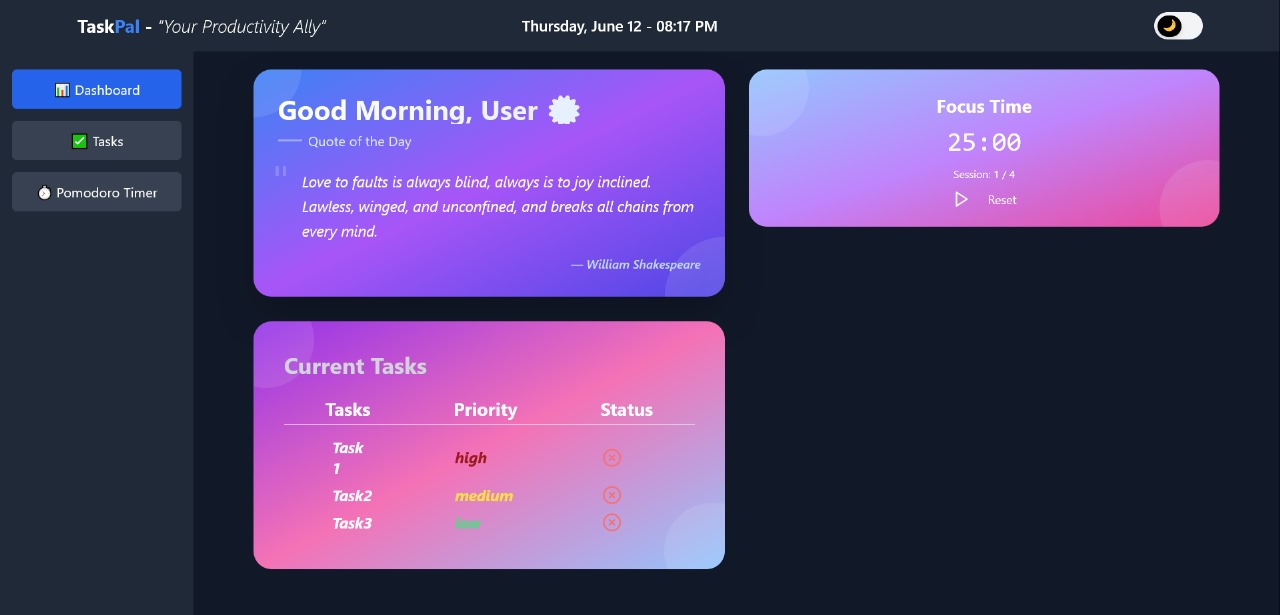 TaskPal - "Your Productivity Ally"
Thursday, June 12 - 08:17 PM
Dashboard
Tasks
Pomodoro Timer
Good Morning, User
Quote of the Day
"
Love to faults is always blind, always is to joy inclined.
Lawless, winged, and unconfined, and breaks all chains from
every mind.
— William Shakespeare
Focus Time
25:00
Session: 1 / 4
Reset
Current Tasks
Tasks Priority Status
Task
1
high
Task2 medium
Task3 low